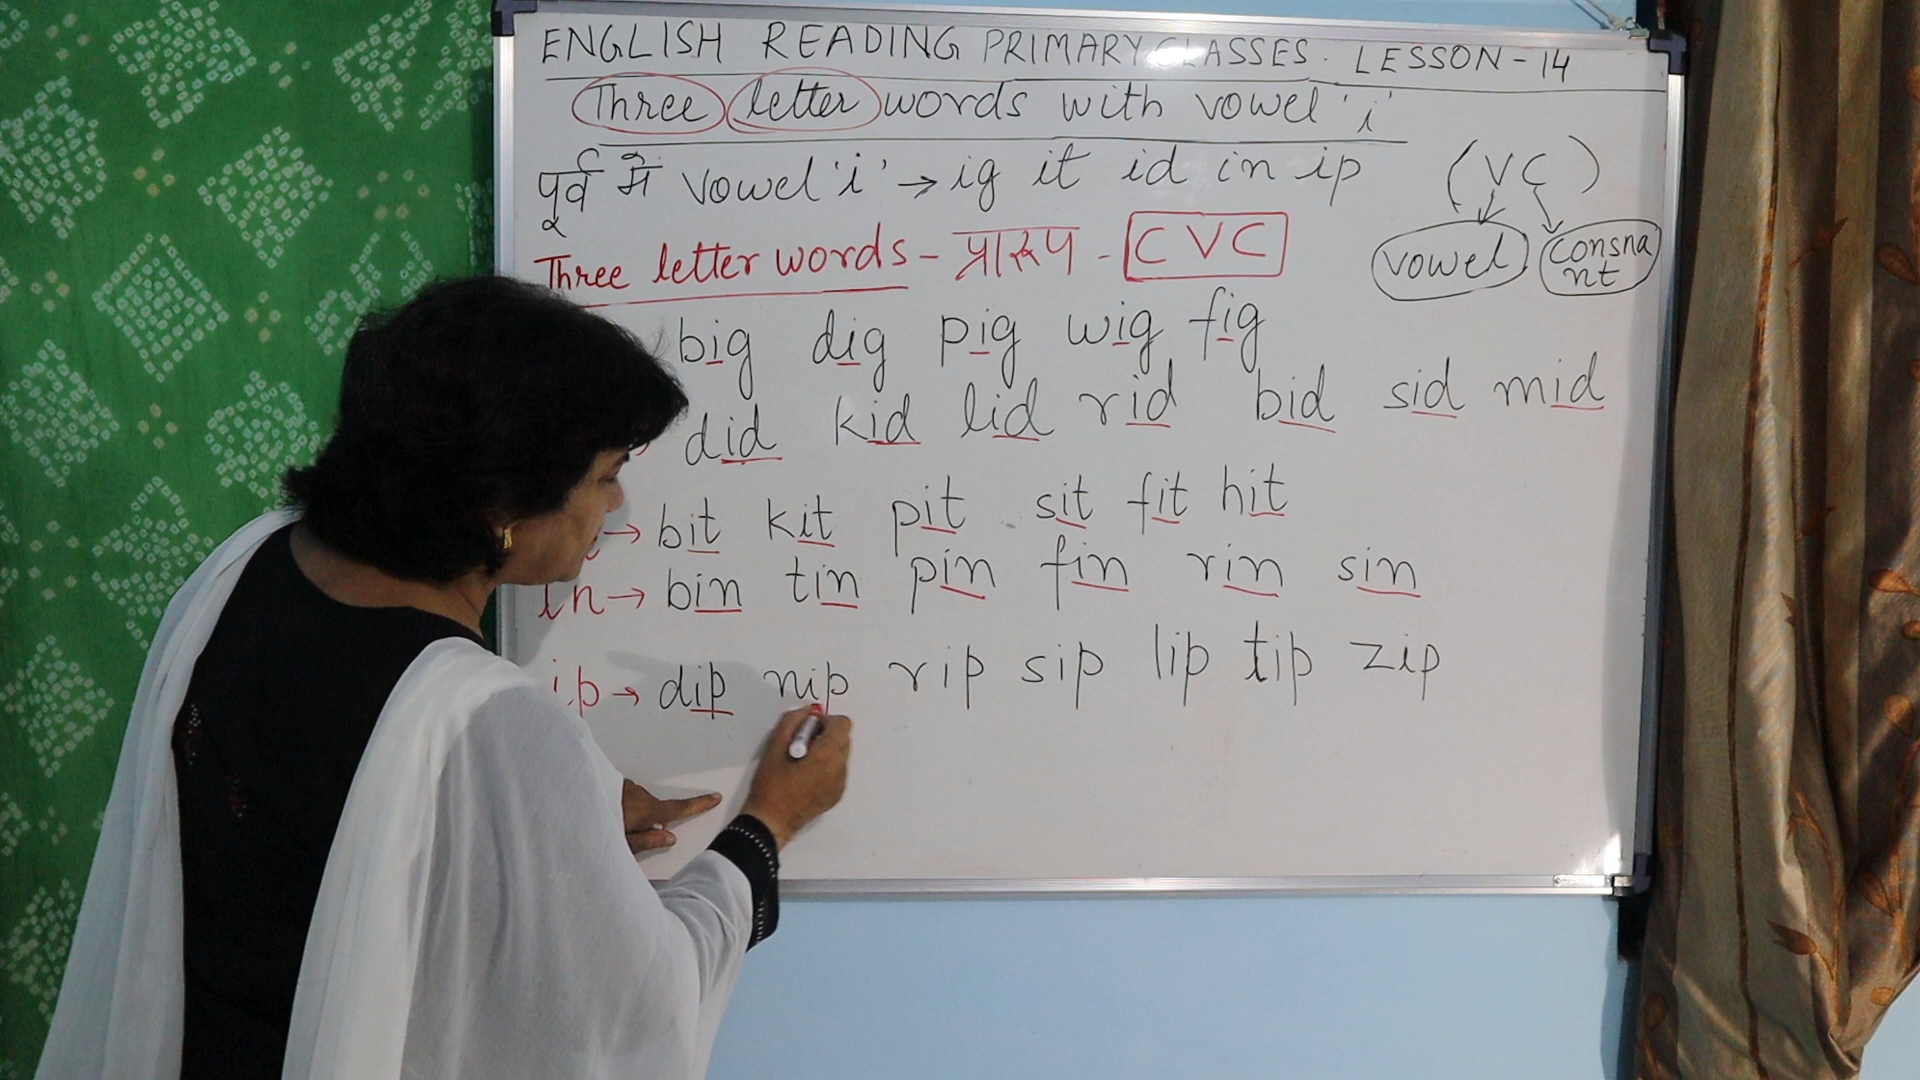 ENGLISH READING PRIMARY CLASSES. LESSON-14
Three letter words with vowel 'i'
पूर्व में vowel 'i' → ig it id in ip (VC)
vowel consnant
Three letter words - प्रारूप - CVC
big dig pig wig fig
did kid lid rid bid sid mid
→ bit kit pit sit fit hit
in → bin tin pin fin rin sin
ip → dip nip rip sip lip tip zip